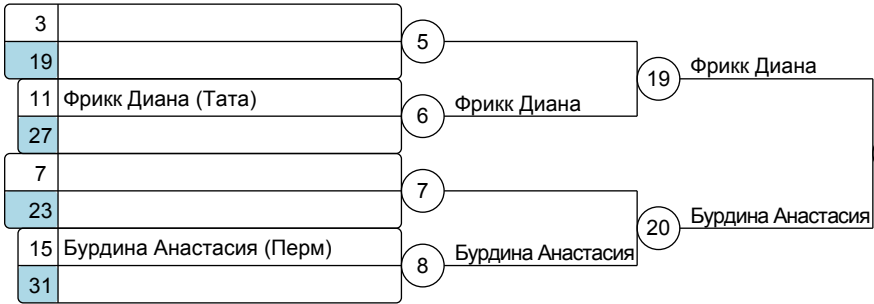 3
5
19
19 Фрикк Диана
11 Фрикк Диана (Тата)
6 Фрикк Диана
27
7
7
23
20 Бурдина Анастасия
15 Бурдина Анастасия (Перм)
8 Бурдина Анастасия
31